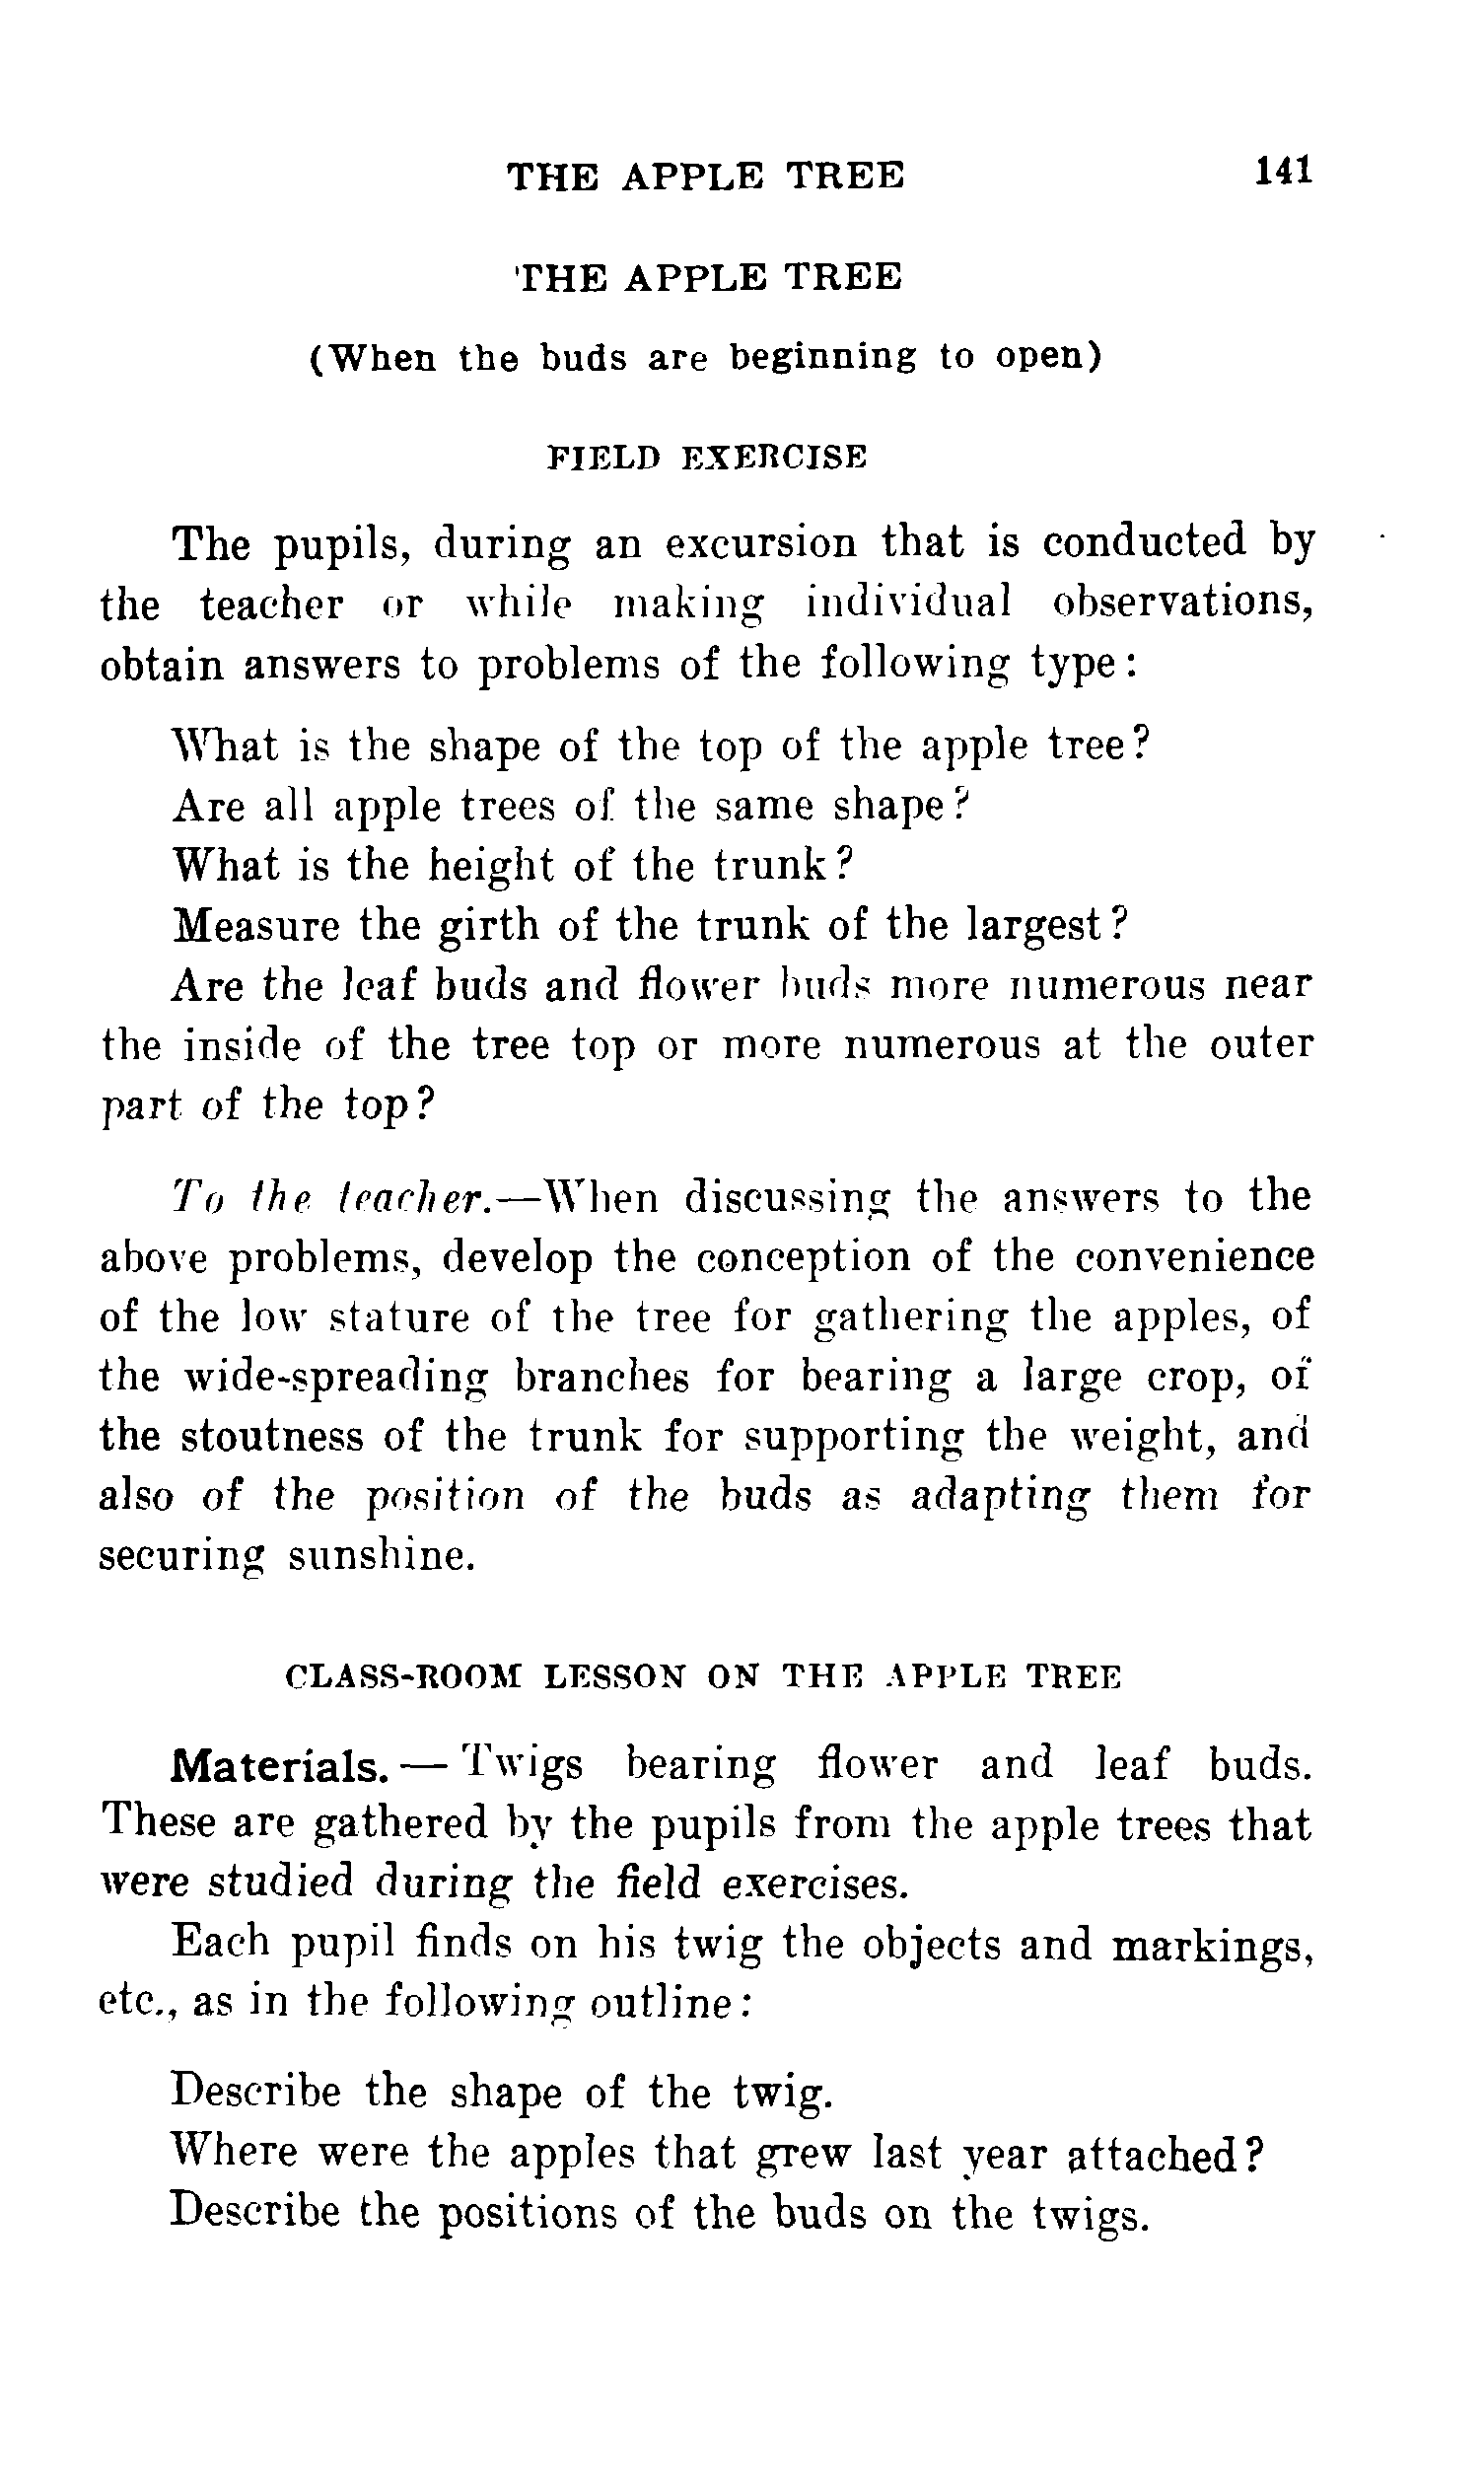 THE APPLE TREE 141
THE APPLE TREE
(When the buds are beginning to open)
FIELD EXERCISE
The pupils, during an excursion that is conducted by
the teacher or while making individual observations,
obtain answers to problems of the following type:
What is the shape of the top of the apple tree?
Are all apple trees of the same shape?
What is the height of the trunk?
Measure the girth of the trunk of the largest?
Are the leaf buds and flower buds more numerous near
the inside of the tree top or more numerous at the outer
part of the top?
To the teacher.—When discussing the answers to the
above problems, develop the conception of the convenience
of the low stature of the tree for gathering the apples, of
the wide-spreading branches for bearing a large crop, of
the stoutness of the trunk for supporting the weight, and
also of the position of the buds as adapting them for
securing sunshine.
CLASS-ROOM LESSON ON THE APPLE TREE
Materials.— Twigs bearing flower and leaf buds.
These are gathered by the pupils from the apple trees that
were studied during the field exercises.
Each pupil finds on his twig the objects and markings,
etc., as in the following outline:
Describe the shape of the twig.
Where were the apples that grew last year attached?
Describe the positions of the buds on the twigs.